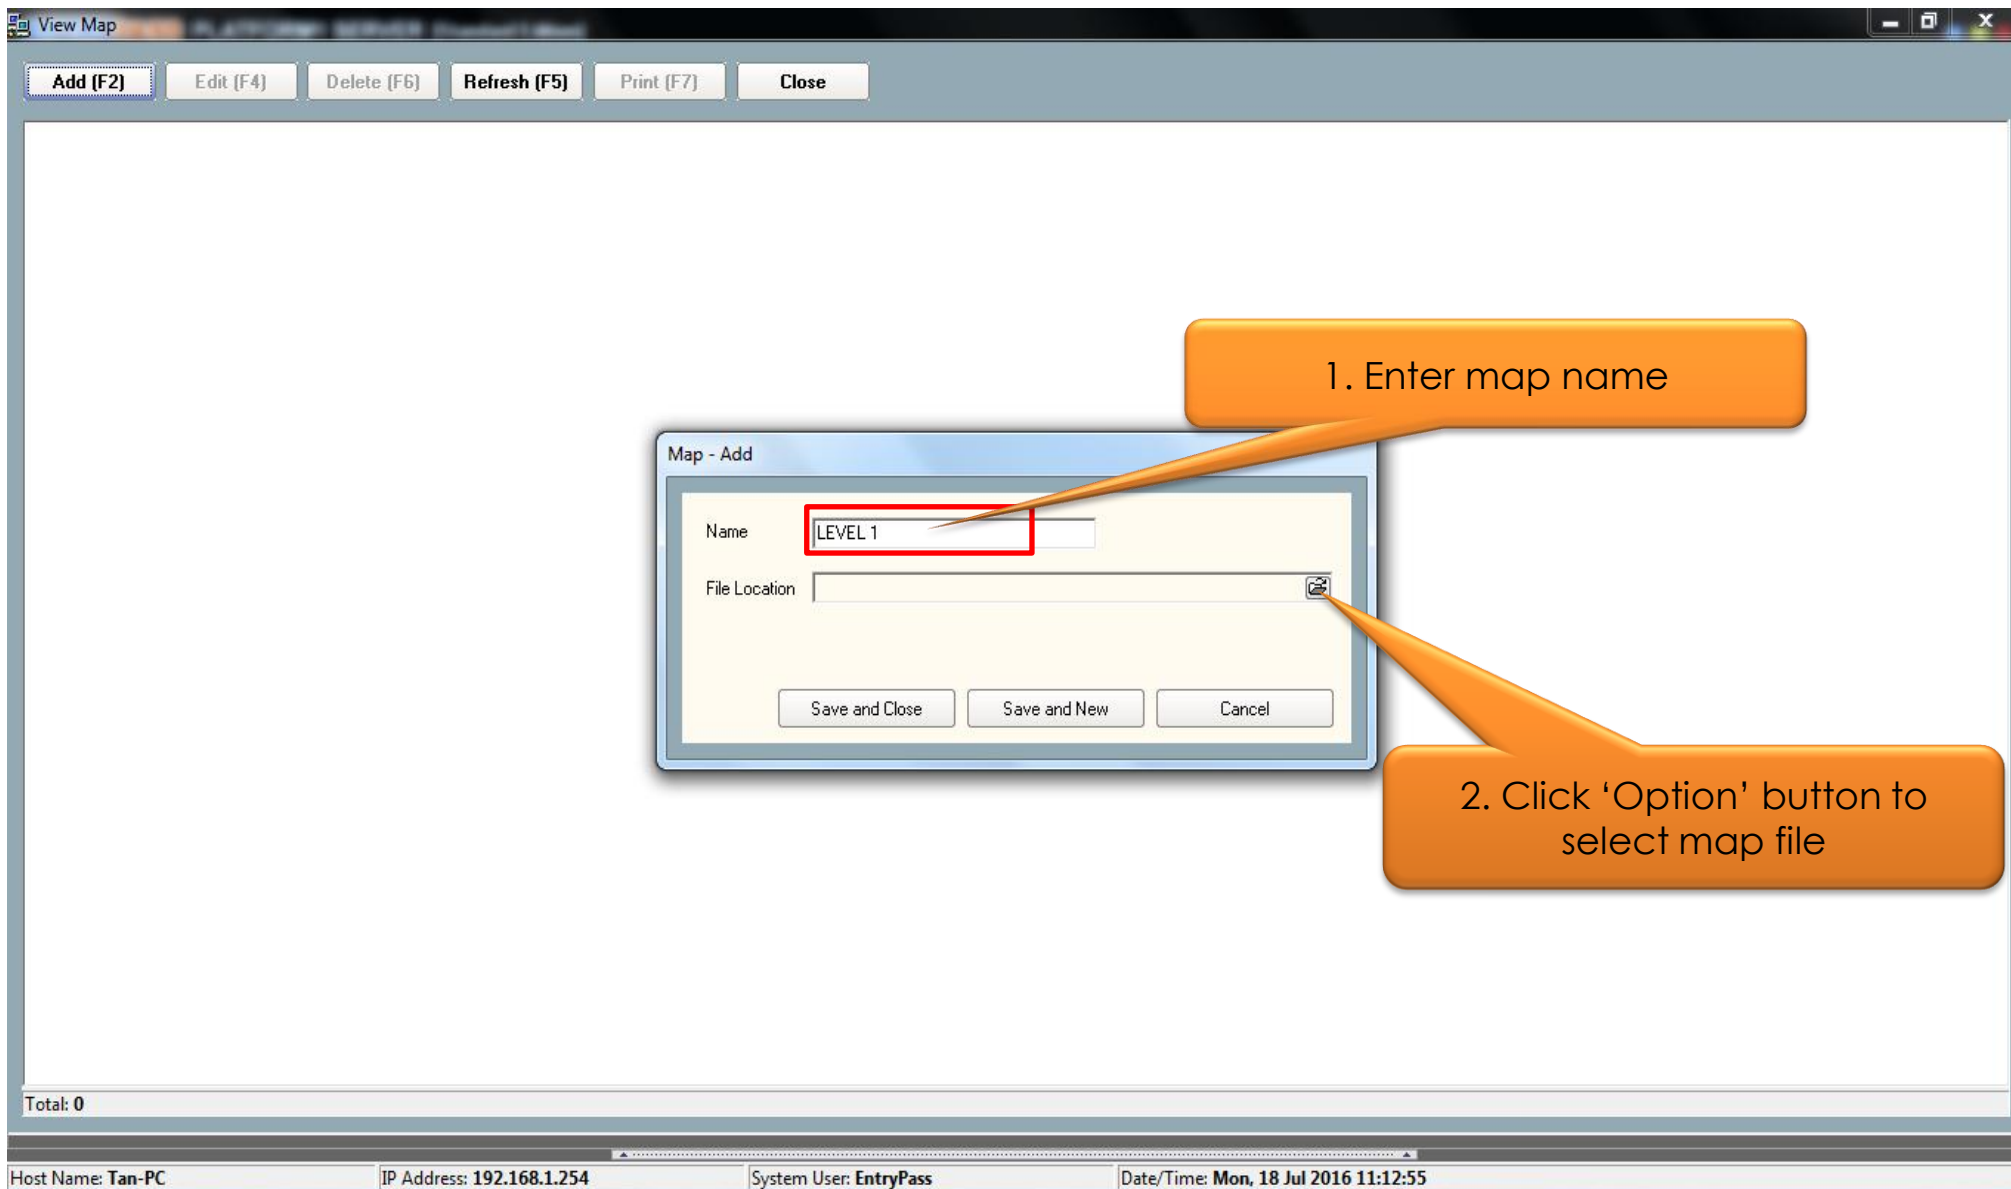 View Map
Add (F2) Edit (F4) Delete (F6) Refresh (F5) Print (F7) Close
1. Enter map name
Map - Add
Name LEVEL 1
File Location
Save and Close Save and New Cancel
2. Click ‘Option’ button to
select map file
Total: 0
Host Name: Tan-PC IP Address: 192.168.1.254 System User: EntryPass Date/Time: Mon, 18 Jul 2016 11:12:55